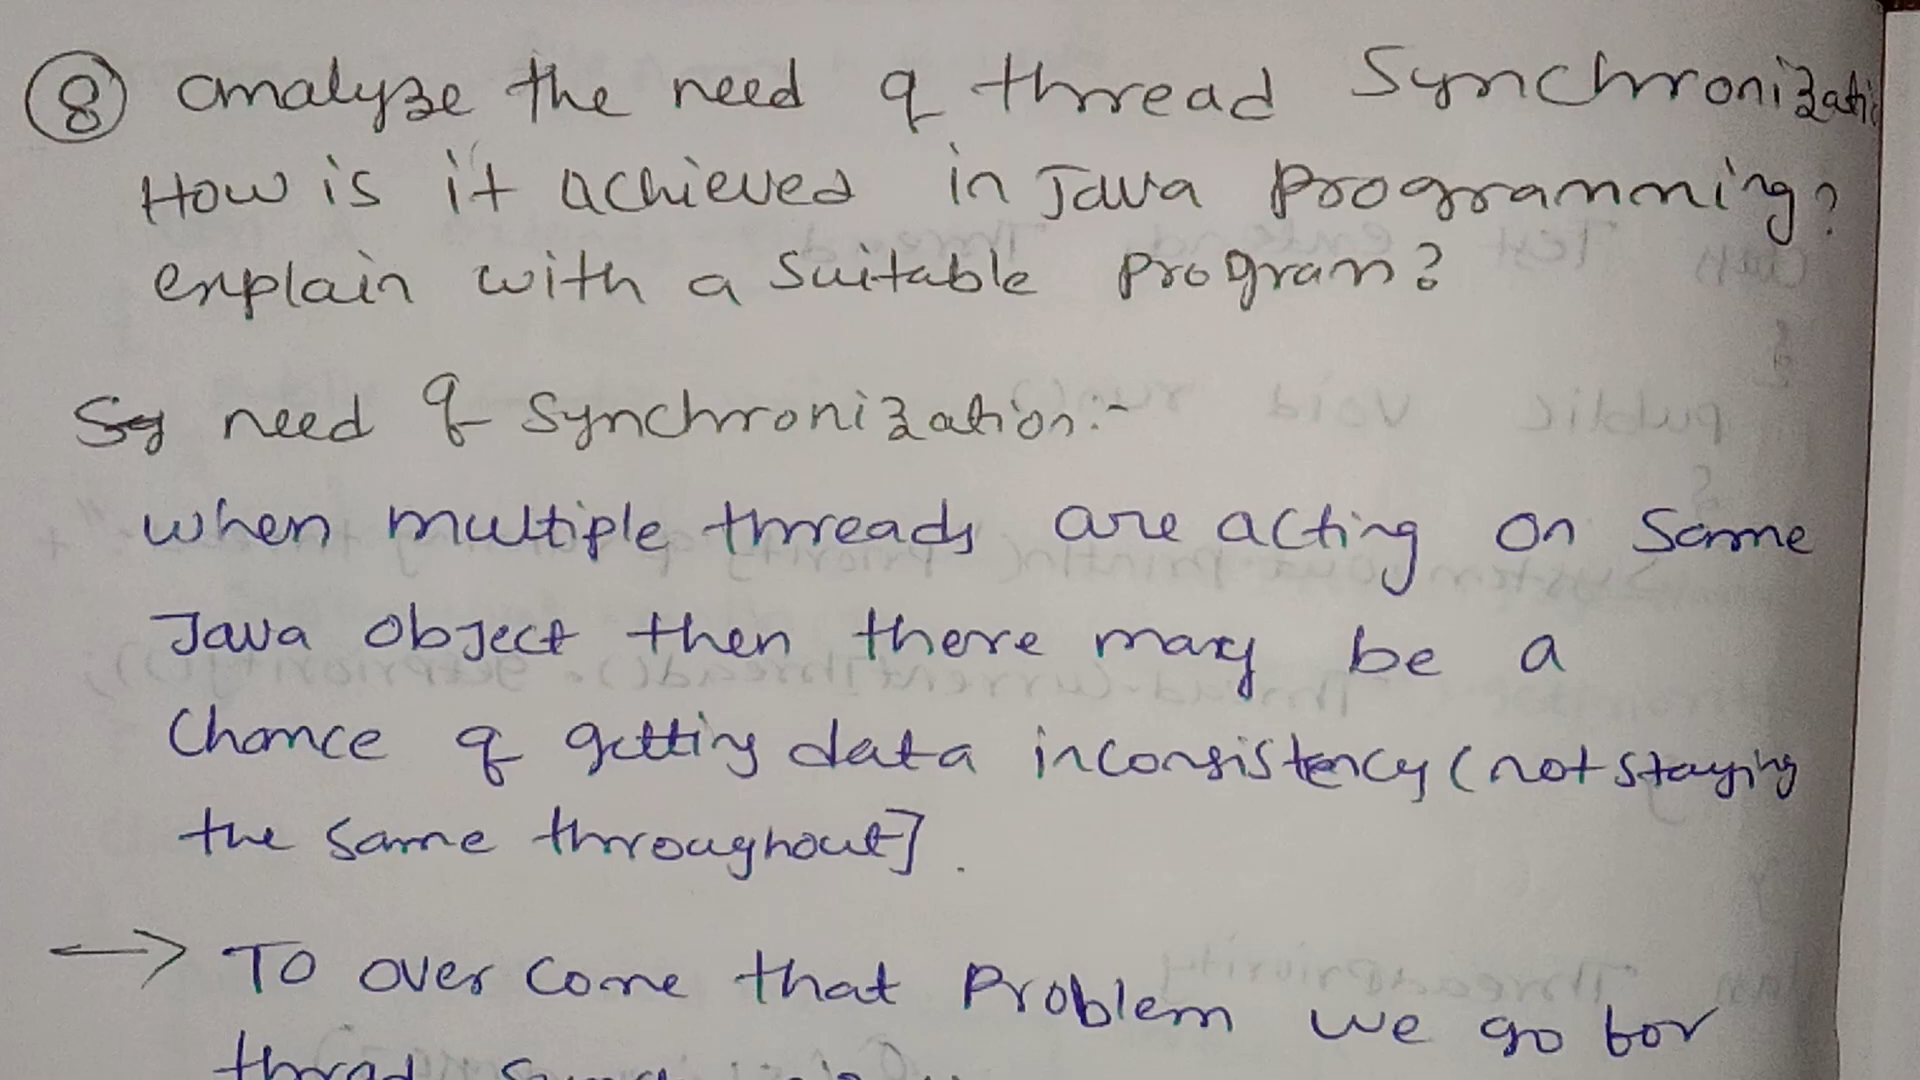 ⑧ analyze the need of thread Synchronizati
How is it achieved in Java programming?
explain with a suitable program?
need of synchronization:-
when multiple threads are acting on same
Java object then there may be a
chance of getting data inconsistency (not staying
the same throughout].
→ To over come that problem we go for
thread